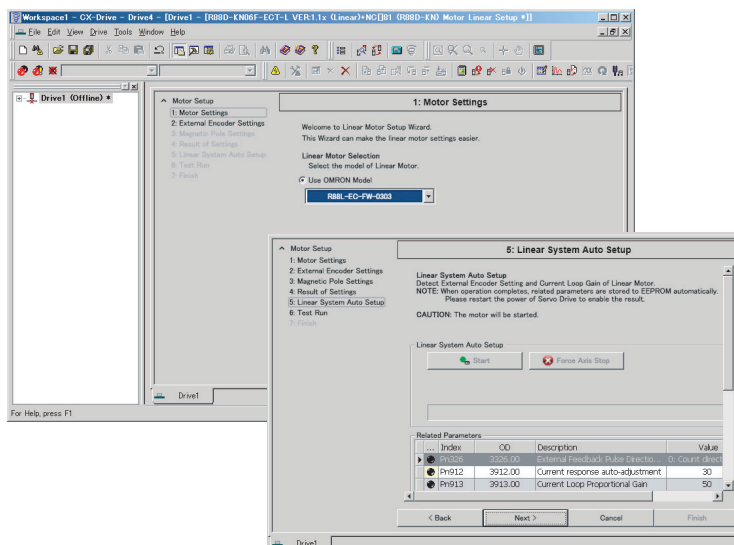 Workspace1 - CX-Drive - Drive4 - [Drive1 - [R88D-KN06F-ECT-L VER:1.1x (Linear)+NC[]81 (R88D-KN) Motor Linear Setup *]]
File Edit View Drive Tools Window Help
Drive1 (Offline) *
Motor Setup
1: Motor Settings
2: External Encoder Settings
3: Magnetic Pole Settings
4: Result of Settings
5: Linear System Auto Setup
6: Test Run
7: Finish
1: Motor Settings
Welcome to Linear Motor Setup Wizard.
This Wizard can make the linear motor settings easier.
Linear Motor Selection
Select the model of Linear Motor.
Use OMRON Model
R88L-EC-FW-0303
Drive1
For Help, press F1
Motor Setup
1: Motor Settings
2: External Encoder Settings
3: Magnetic Pole Settings
4: Result of Settings
5: Linear System Auto Setup
6: Test Run
7: Finish
5: Linear System Auto Setup
Linear System Auto Setup
Detect External Encoder Setting and Current Loop Gain of Linear Motor.
NOTE: When operation completes, related parameters are stored to EEPROM automatically.
Please restart the power of Servo Drive to enable the result.
CAUTION: The motor will be started.
Linear System Auto Setup
Start Force Axis Stop
Related Parameters
... Index OD Description Value
Pn326 3326.00 External Feedback Pulse Directio... 0: Count direct
Pn912 3912.00 Current response auto-adjustment 30
Pn913 3913.00 Current Loop Proportional Gain 50
< Back Next > Cancel Finish
Drive1